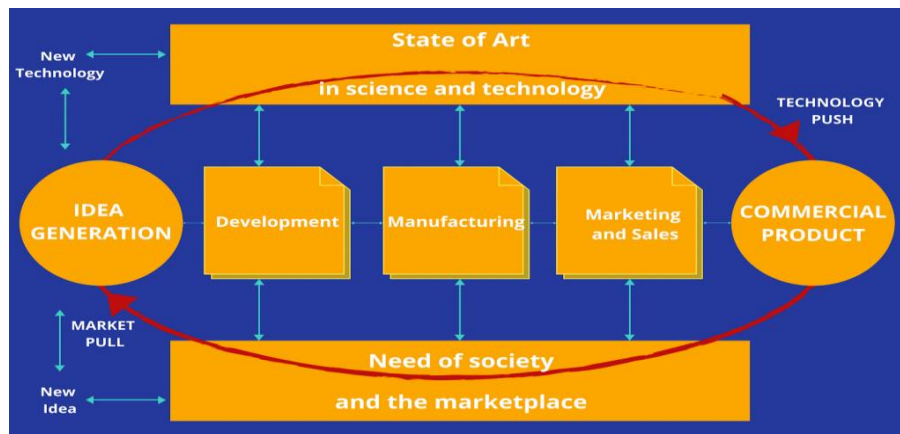 State of Art
in science and technology
New
Technology
TECHNOLOGY
PUSH
IDEA
GENERATION
Development
Manufacturing
Marketing
and Sales
COMMERCIAL
PRODUCT
MARKET
PULL
New
Idea
Need of society
and the marketplace